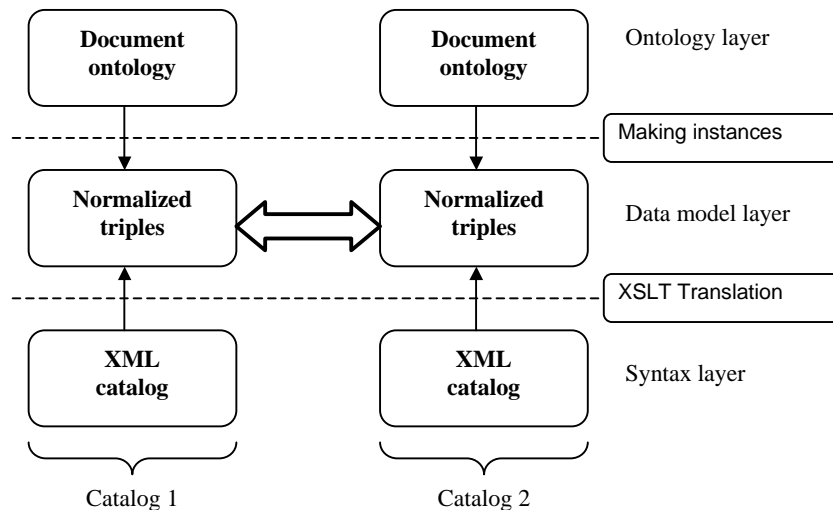 Document
ontology
Document
ontology
Ontology layer
Making instances
Normalized
triples
Normalized
triples
Data model layer
XSLT Translation
XML
catalog
XML
catalog
Syntax layer
Catalog 1
Catalog 2